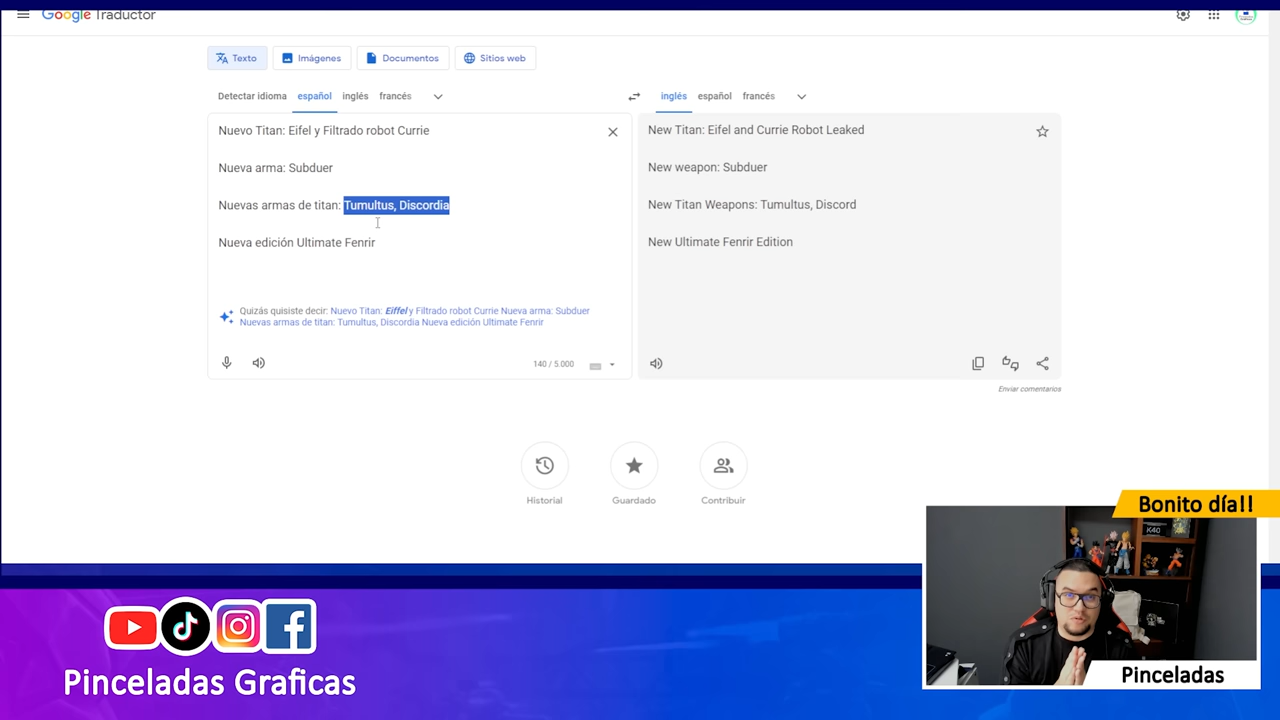 Google Traductor
Texto
Imágenes
Documentos
Sitios web
Detectar idioma español inglés francés
inglés español francés
Nuevo Titan: Eifel y Filtrado robot Currie
Nueva arma: Subduer
Nuevas armas de titan: Tumultus, Discordia
Nueva edición Ultimate Fenrir
Quizás quisiste decir: Nuevo Titan: Eiffel y Filtrado robot Currie Nueva arma: Subduer
Nuevas armas de titan: Tumultus, Discordia Nueva edición Ultimate Fenrir
140 / 5.000
New Titan: Eifel and Currie Robot Leaked
New weapon: Subduer
New Titan Weapons: Tumultus, Discord
New Ultimate Fenrir Edition
Enviar comentarios
Historial
Guardado
Contribuir
Bonito día!!
K40
Pinceladas
Pinceladas Graficas